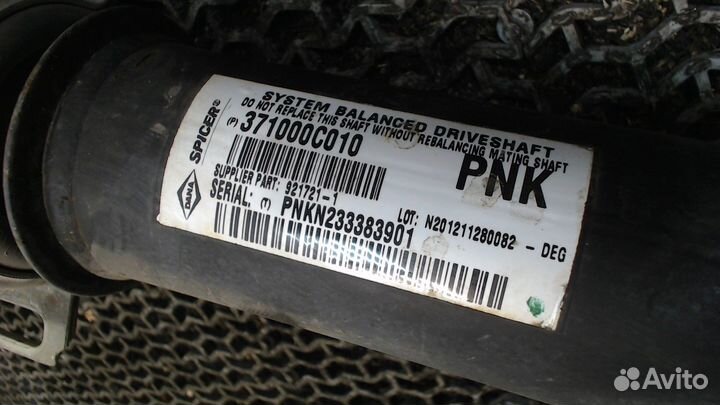 SYSTEM BALANCED DRIVESHAFT
DO NOT REPLACE THIS SHAFT WITHOUT REBALANCING MATING SHAFT
(P) 371000C010
PNK
DANA SPICER®
SUPPLIER PART: 921721-1
LOT: N201211280082 - DEG
SERIAL: (T) PNKN233383901
Avito